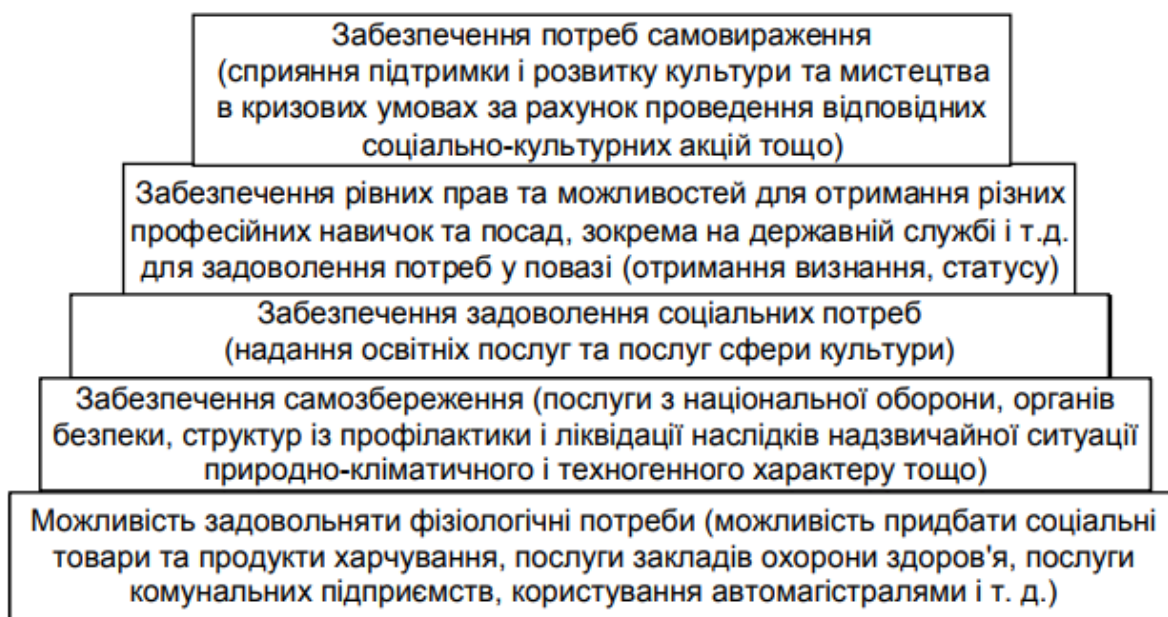 Забезпечення потреб самовираження
(сприяння підтримки і розвитку культури та мистецтва
в кризових умовах за рахунок проведення відповідних
соціально-культурних акцій тощо)
Забезпечення рівних прав та можливостей для отримання різних
професійних навичок та посад, зокрема на державній службі і т.д.
для задоволення потреб у повазі (отримання визнання, статусу)
Забезпечення задоволення соціальних потреб
(надання освітніх послуг та послуг сфери культури)
Забезпечення самозбереження (послуги з національної оборони, органів
безпеки, структур із профілактики і ліквідації наслідків надзвичайної ситуації
природно-кліматичного і техногенного характеру тощо)
Можливість задовольняти фізіологічні потреби (можливість придбати соціальні
товари та продукти харчування, послуги закладів охорони здоров'я, послуги
комунальних підприємств, користування автомагістралями і т. д.)